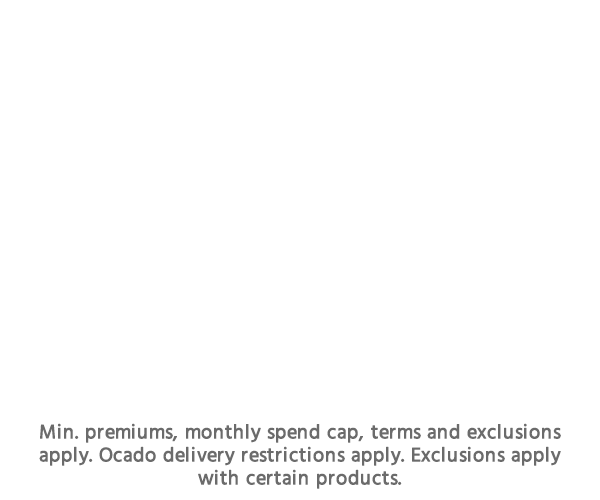 Min. premiums, monthly spend cap, terms and exclusions
apply. Ocado delivery restrictions apply. Exclusions apply
with certain products.